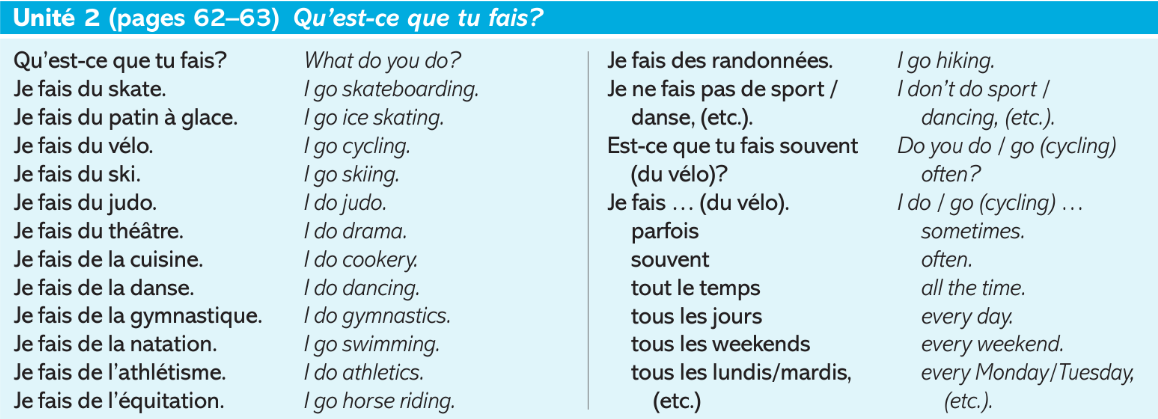 Unité 2 (pages 62–63) Qu’est-ce que tu fais?
Qu’est-ce que tu fais? What do you do?
Je fais du skate. I go skateboarding.
Je fais du patin à glace. I go ice skating.
Je fais du vélo. I go cycling.
Je fais du ski. I go skiing.
Je fais du judo. I do judo.
Je fais du théâtre. I do drama.
Je fais de la cuisine. I do cookery.
Je fais de la danse. I do dancing.
Je fais de la gymnastique. I do gymnastics.
Je fais de la natation. I go swimming.
Je fais de l’athlétisme. I do athletics.
Je fais de l’équitation. I go horse riding.
Je fais des randonnées. I go hiking.
Je ne fais pas de sport / I don’t do sport /
danse, (etc.). dancing, (etc.).
Est-ce que tu fais souvent Do you do / go (cycling)
(du vélo)? often?
Je fais … (du vélo). I do / go (cycling) …
parfois sometimes.
souvent often.
tout le temps all the time.
tous les jours every day.
tous les weekends every weekend.
tous les lundis/mardis, every Monday/Tuesday,
(etc.) (etc.).